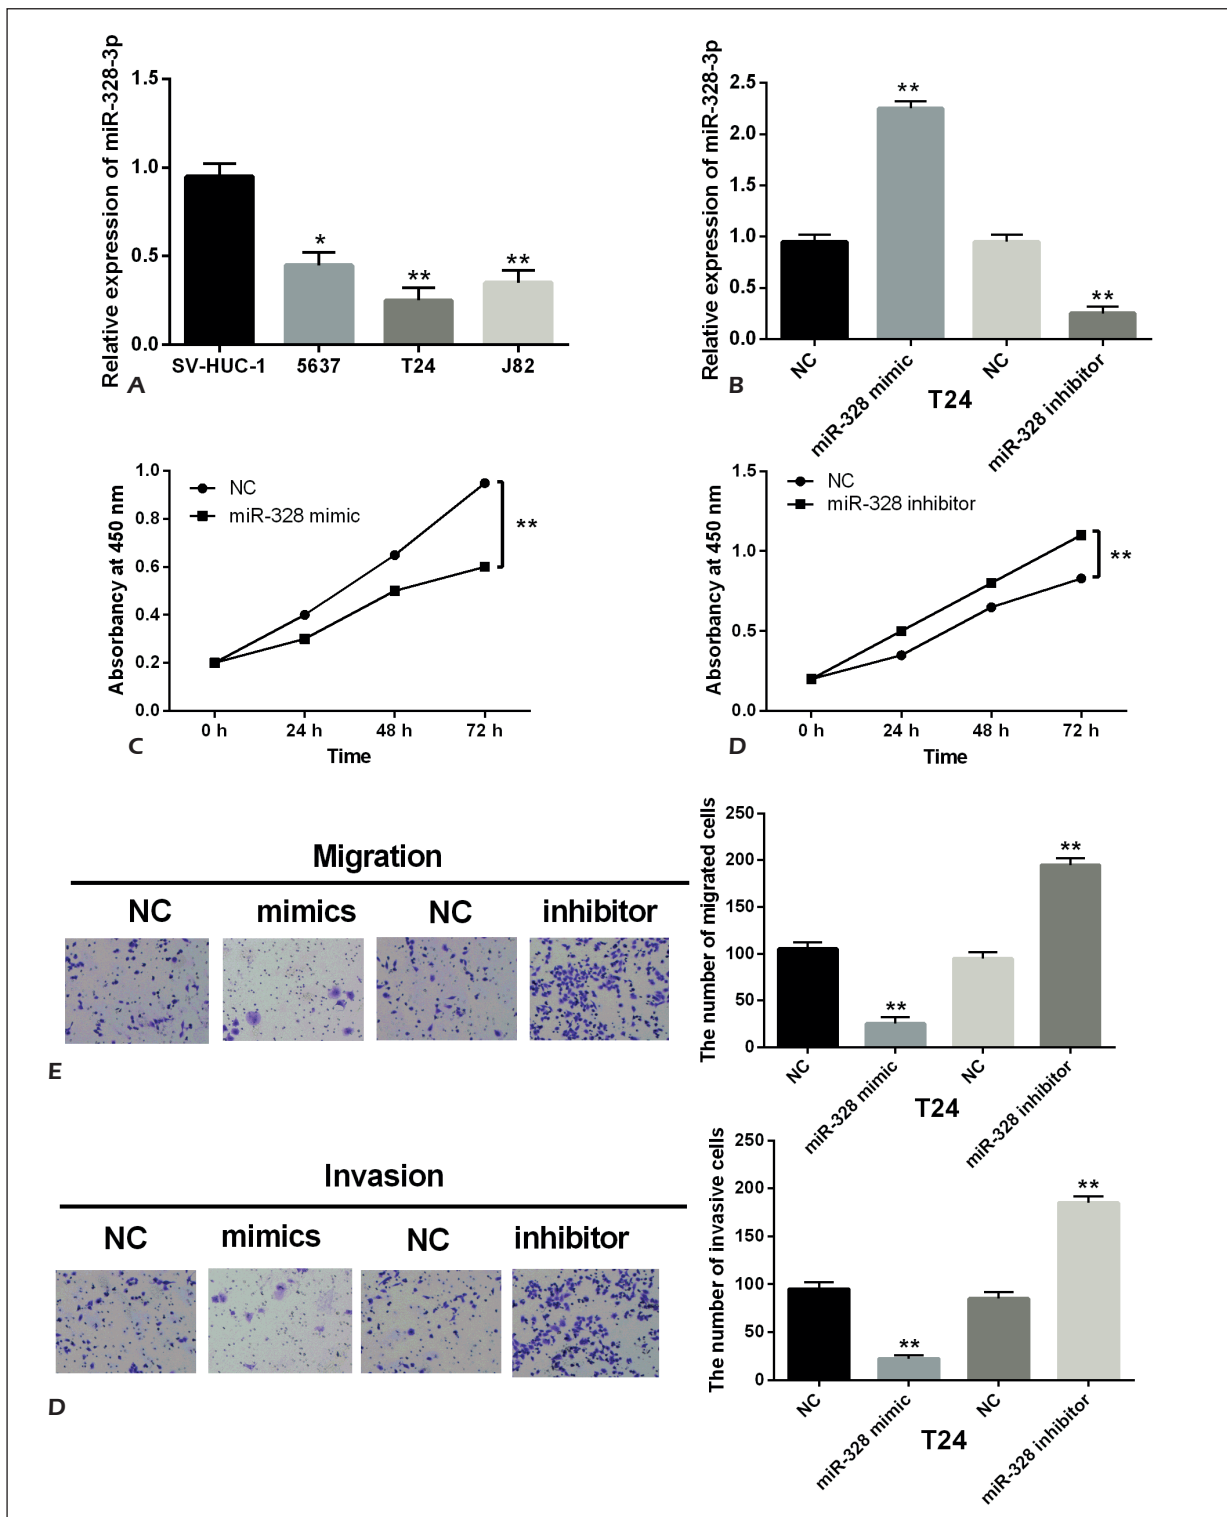 Relative expression of miR-328-3p
1.5
1.0
0.5
0.0
*
**
**
SV-HUC-1 5637 T24 J82
A
Relative expression of miR-328-3p
2.5
2.0
1.5
1.0
0.5
0.0
**
**
NC
miR-328 mimic
NC
miR-328 inhibitor
T24
B
Absorbancy at 450 nm
1.0
0.8
0.6
0.4
0.2
0.0
NC
miR-328 mimic
**
0 h 24 h 48 h 72 h
Time
C
Absorbancy at 450 nm
1.5
1.0
0.5
0.0
NC
miR-328 inhibitor
**
0 h 24 h 48 h 72 h
Time
D
Migration
NC mimics NC inhibitor
E
The number of migrated cells
250
200
150
100
50
0
**
**
NC
miR-328 mimic
NC
miR-328 inhibitor
T24
Invasion
NC mimics NC inhibitor
D
The number of invasive cells
250
200
150
100
50
0
**
**
NC
miR-328 mimic
NC
miR-328 inhibitor
T24